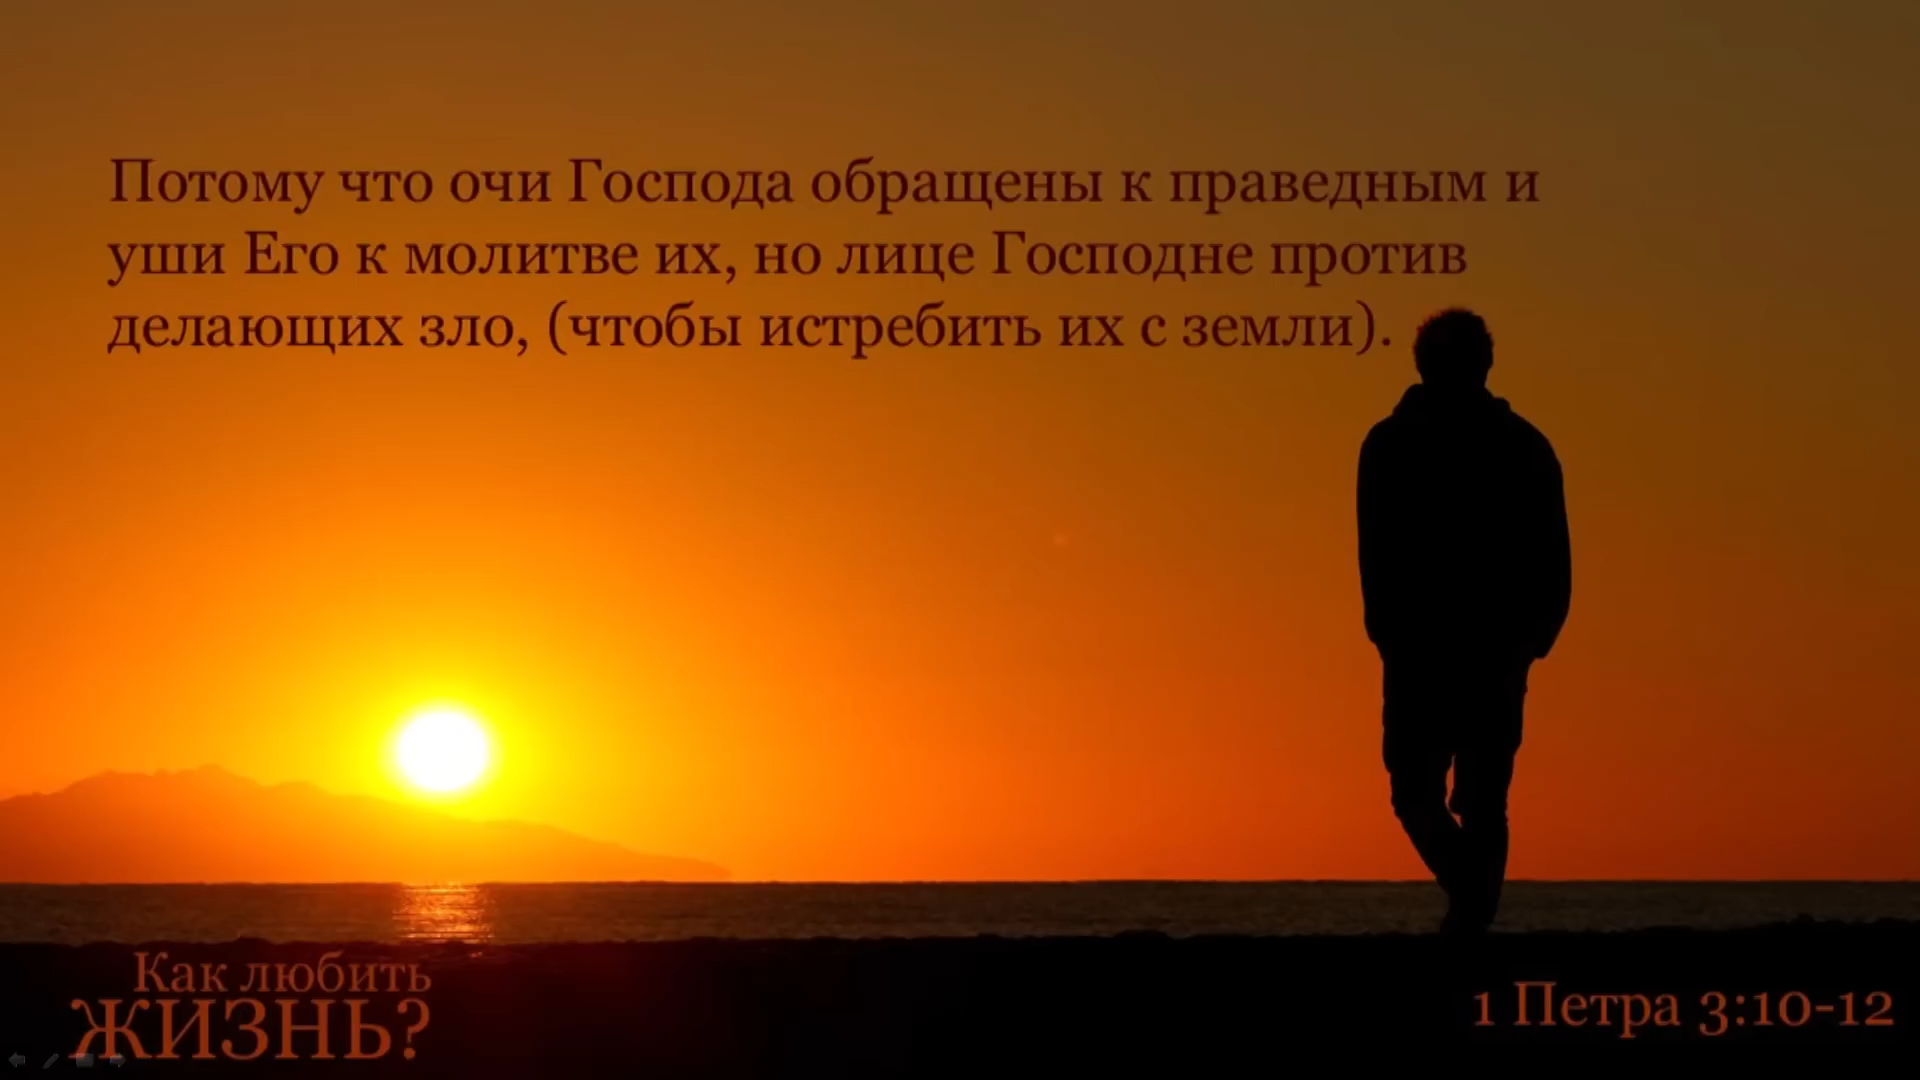 Потому что очи Господа обращены к праведным и
уши Его к молитве их, но лице Господне против
делающих зло, (чтобы истребить их с земли).
Как любить
ЖИЗНЬ?
1 Петра 3:10-12